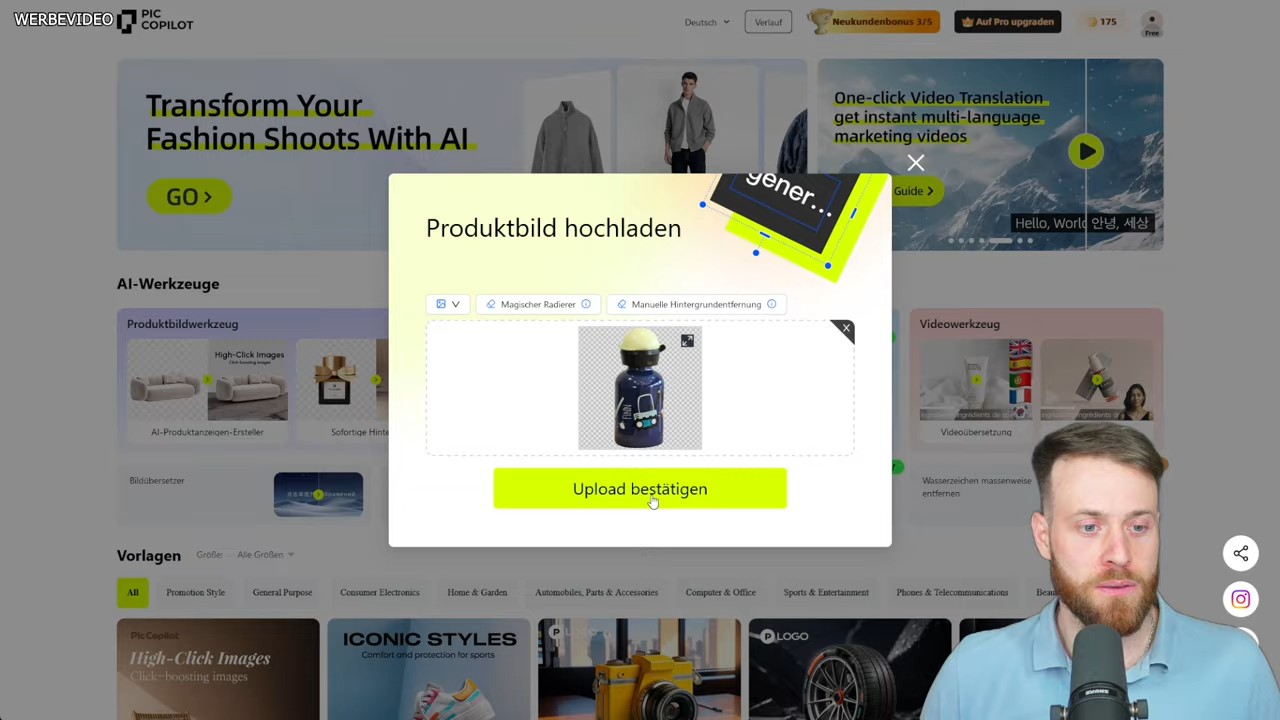 WERBEVIDEO
PIC
COPILOT
Deutsch
Verlauf
Neukundenbonus 3/5
Auf Pro upgraden
175
Free
Transform Your
Fashion Shoots With AI
GO
One-click Video Translation
get instant multi-language
marketing videos
Guide
Hello, World 안녕, 세상
gener...
Produktbild hochladen
Magischer Radierer
Manuelle Hintergrundentfernung
FINN
Upload bestätigen
AI-Werkzeuge
Produktbildwerkzeug
High-Click Images
AI-Produktanzeigen-Ersteller
Sofortige Hinte
Bildübersetzer
Videowerkzeug
Videoübersetzung
Wasserzeichen massenweise
entfernen
Vorlagen
Größe:
Alle Größen
All
Promotion Style
General Purpose
Consumer Electronics
Home & Garden
Automobiles, Parts & Accessories
Computer & Office
Sports & Entertainment
Phones & Telecommunications
Beau
Pic Copilot
High-Click Images
Click-boosting images
ICONIC STYLES
Comfort and protection for sports
LOGO
LOGO